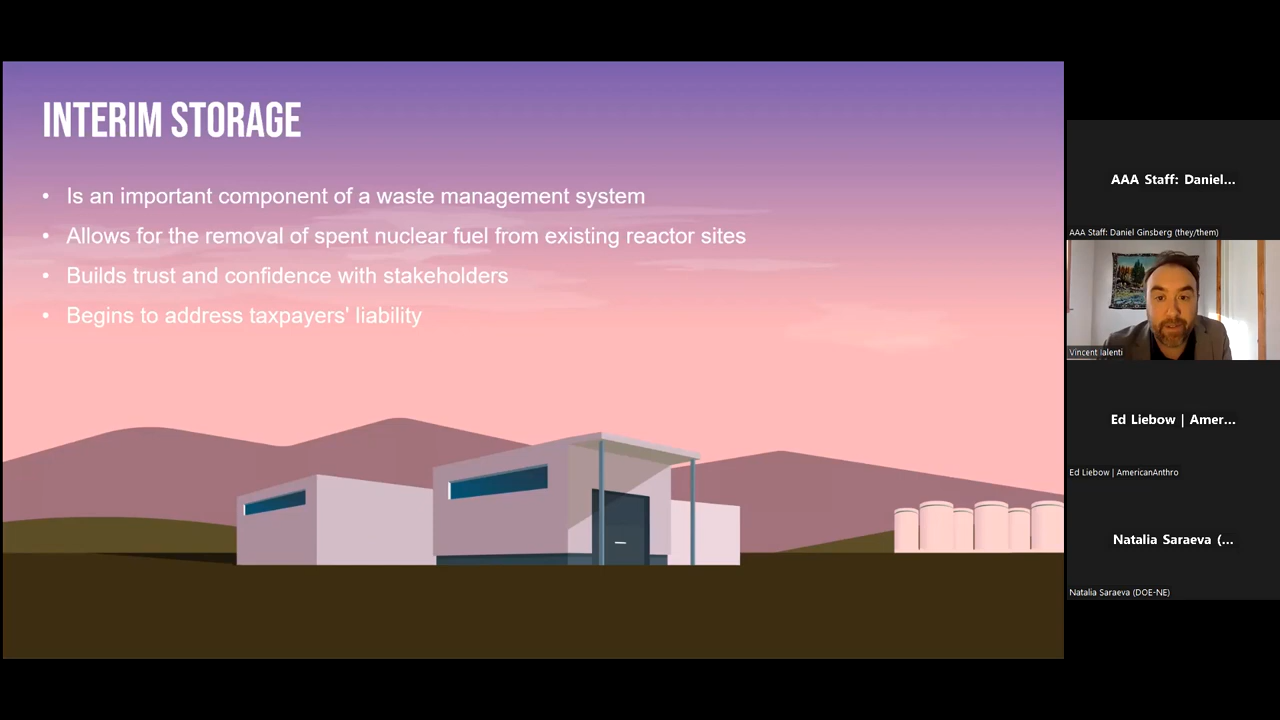 INTERIM STORAGE
• Is an important component of a waste management system
• Allows for the removal of spent nuclear fuel from existing reactor sites
• Builds trust and confidence with stakeholders
• Begins to address taxpayers' liability
AAA Staff: Daniel...
AAA Staff: Daniel Ginsberg (they/them)
Vincent Ialenti
Ed Liebow | Amer...
Ed Liebow | AmericanAnthro
Natalia Saraeva (...
Natalia Saraeva (DOE-NE)